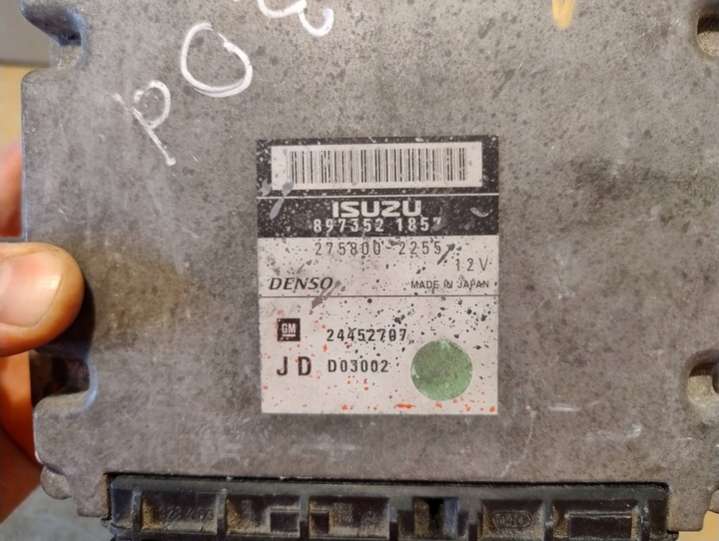 ISUZU
897352 1857
275800-2255
12V
DENSO MADE IN JAPAN
GM 24452707
JD D03002